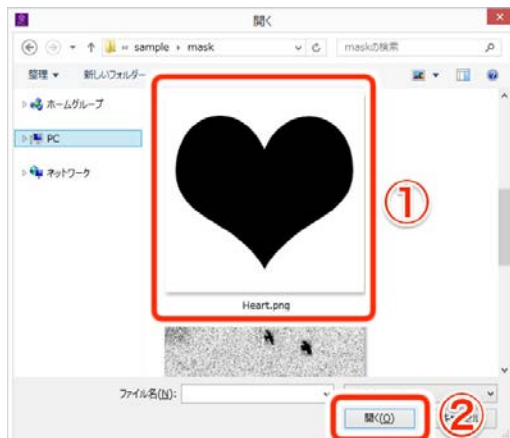 開く
sample
mask
maskの検索
整理
新しいフォルダー
ホームグループ
PC
ネットワーク
①
Heart.png
ファイル名(N):
開く(O)
②